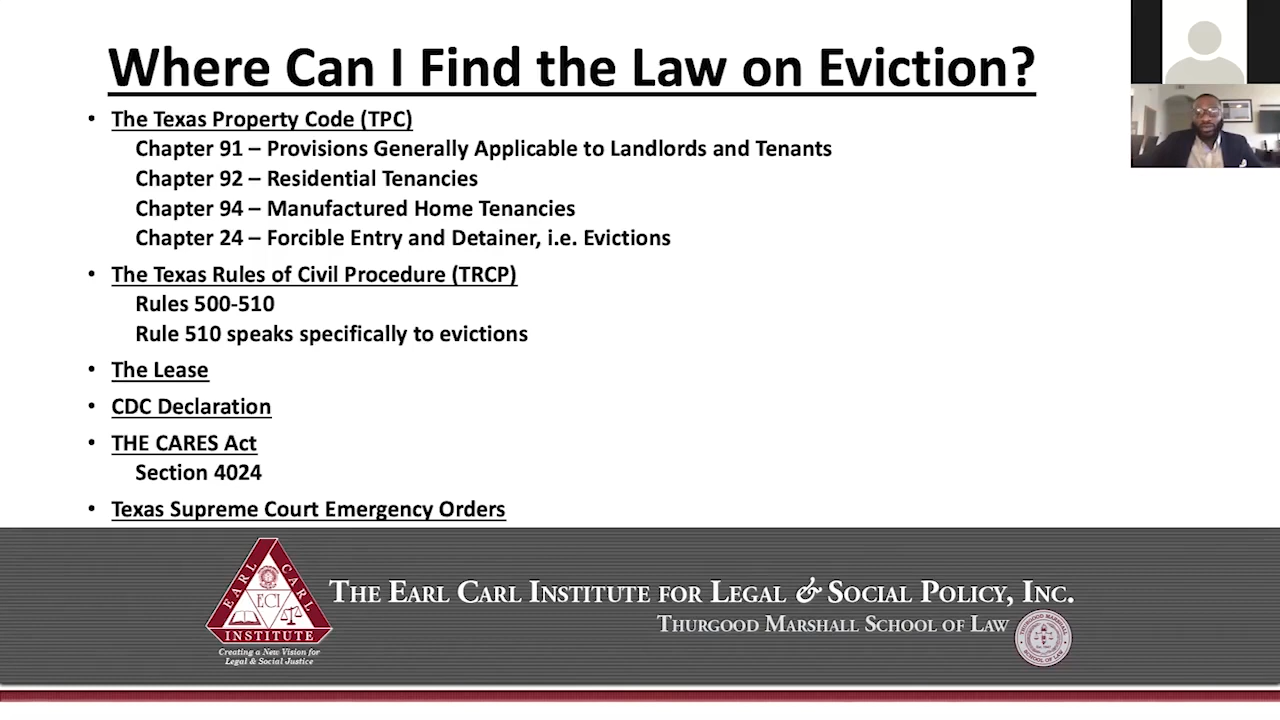 Where Can I Find the Law on Eviction?
• The Texas Property Code (TPC)
Chapter 91 – Provisions Generally Applicable to Landlords and Tenants
Chapter 92 – Residential Tenancies
Chapter 94 – Manufactured Home Tenancies
Chapter 24 – Forcible Entry and Detainer, i.e. Evictions
• The Texas Rules of Civil Procedure (TRCP)
Rules 500-510
Rule 510 speaks specifically to evictions
• The Lease
• CDC Declaration
• THE CARES Act
Section 4024
• Texas Supreme Court Emergency Orders
EARL CARL
ECI
INSTITUTE
Creating a New Vision for
Legal & Social Justice
THE EARL CARL INSTITUTE FOR LEGAL & SOCIAL POLICY, INC.
THURGOOD MARSHALL SCHOOL OF LAW
THURGOOD MARSHALL